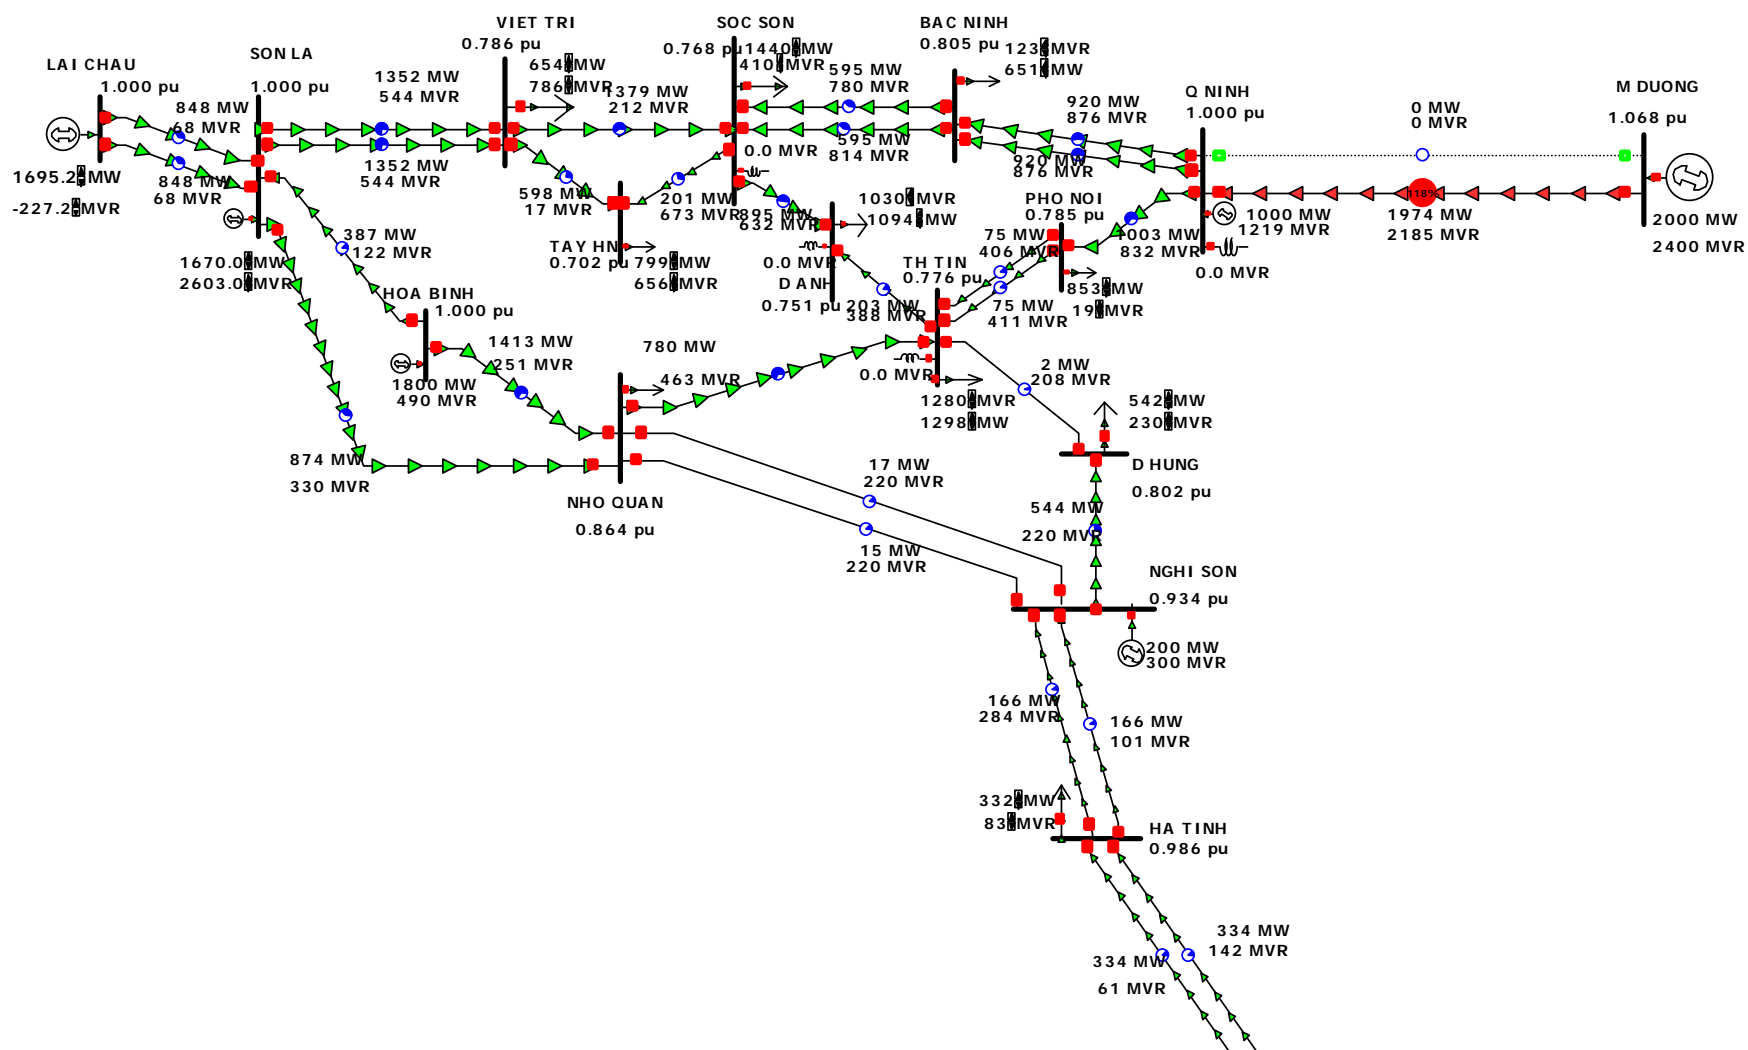 VIET TRI
0.786 pu
SOC SON
0.768 pu
BAC NINH
0.805 pu
LAI CHAU
1.000 pu
SON LA
1.000 pu
Q NINH
1.000 pu
M DUONG
1.068 pu
848 MW
68 MVR
848 MW
68 MVR
1695.2 MW
-227.2 MVR
1352 MW
544 MVR
1352 MW
544 MVR
654 MW
786 MVR
1379 MW
212 MVR
1440 MW
410 MVR
595 MW
780 MVR
595 MW
814 MVR
123 MVR
651 MW
920 MW
876 MVR
920 MW
876 MVR
0 MW
0 MVR
118%
1974 MW
2185 MVR
2000 MW
2400 MVR
1000 MW
1219 MVR
0.0 MVR
0.0 MVR
598 MW
17 MVR
201 MW
673 MVR
895 MW
632 MVR
1030 MVR
1094 MW
PHO NOI
0.785 pu
75 MW
406 MVR
1003 MW
832 MVR
853 MW
19 MVR
75 MW
411 MVR
TAY HN
0.702 pu
799 MW
656 MVR
0.0 MVR
D ANH
0.751 pu
TH TIN
0.776 pu
203 MW
388 MVR
387 MW
122 MVR
1670.0 MW
2603.0 MVR
HOA BINH
1.000 pu
1413 MW
251 MVR
1800 MW
490 MVR
780 MW
463 MVR
0.0 MVR
1280 MVR
1298 MW
2 MW
208 MVR
542 MW
230 MVR
D HUNG
0.802 pu
874 MW
330 MVR
NHO QUAN
0.864 pu
17 MW
220 MVR
15 MW
220 MVR
544 MW
220 MVR
NGHI SON
0.934 pu
200 MW
300 MVR
166 MW
284 MVR
166 MW
101 MVR
332 MW
83 MVR
HA TINH
0.986 pu
334 MW
142 MVR
334 MW
61 MVR